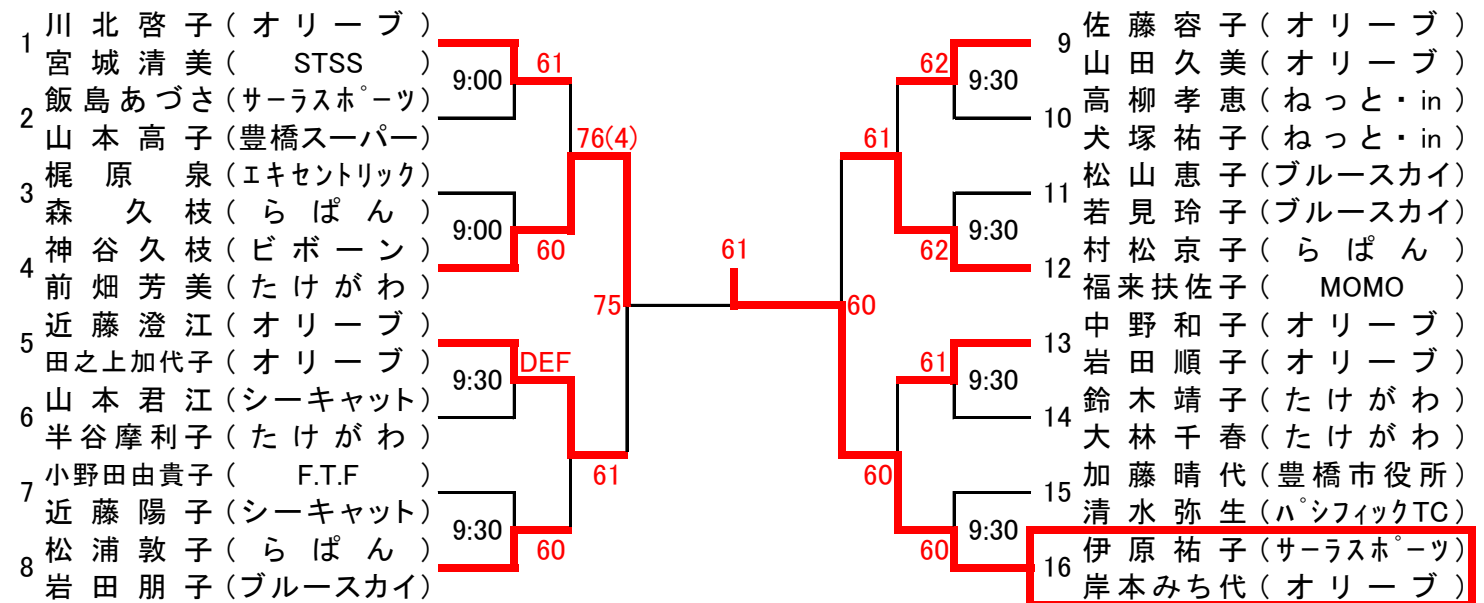 川北啓子(オリーブ)
1
宮城清美(STSS)
9:00
61
飯島あづさ(サーラスポーツ)
2
山本高子(豊橋スーパー)
76(4)
梶原泉(エキセントリック)
3
森久枝(らぱん)
9:00
60
神谷久枝(ビボーン)
4
前畑芳美(たけがわ)
75
近藤澄江(オリーブ)
5
田之上加代子(オリーブ)
9:30
DEF
山本君江(シーキャット)
6
半谷摩利子(たけがわ)
61
小野田由貴子(F.T.F)
7
近藤陽子(シーキャット)
9:30
60
松浦敦子(らぱん)
8
岩田朋子(ブルースカイ)
61
佐藤容子(オリーブ)
9
山田久美(オリーブ)
62
9:30
高柳孝恵(ねっと・in)
10
犬塚祐子(ねっと・in)
61
松山恵子(ブルースカイ)
11
若見玲子(ブルースカイ)
62
9:30
村松京子(らぱん)
12
福来扶佐子(MOMO)
60
中野和子(オリーブ)
13
岩田順子(オリーブ)
61
9:30
鈴木靖子(たけがわ)
14
大林千春(たけがわ)
60
加藤晴代(豊橋市役所)
15
清水弥生(パシフィックTC)
60
9:30
伊原祐子(サーラスポーツ)
16
岸本みち代(オリーブ)